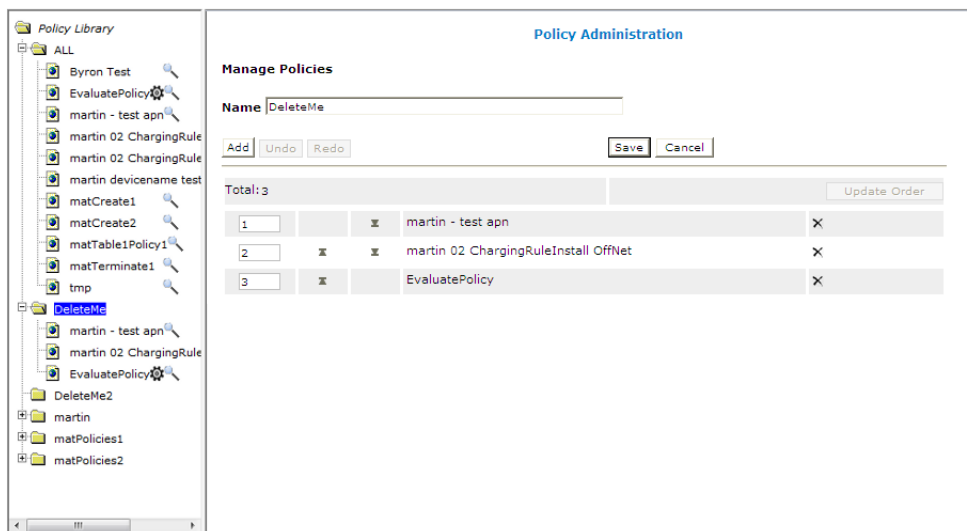 Policy Library
ALL
Byron Test
EvaluatePolicy
martin - test apn
martin 02 ChargingRule
martin 02 ChargingRule
martin devicename test
matCreate1
matCreate2
matTable1Policy1
matTerminate1
tmp
DeleteMe
martin - test apn
martin 02 ChargingRule
EvaluatePolicy
DeleteMe2
martin
matPolicies1
matPolicies2
Policy Administration
Manage Policies
Name DeleteMe
Add Undo Redo Save Cancel
Total: 3 Update Order
1 martin - test apn
2 martin 02 ChargingRuleInstall OffNet
3 EvaluatePolicy